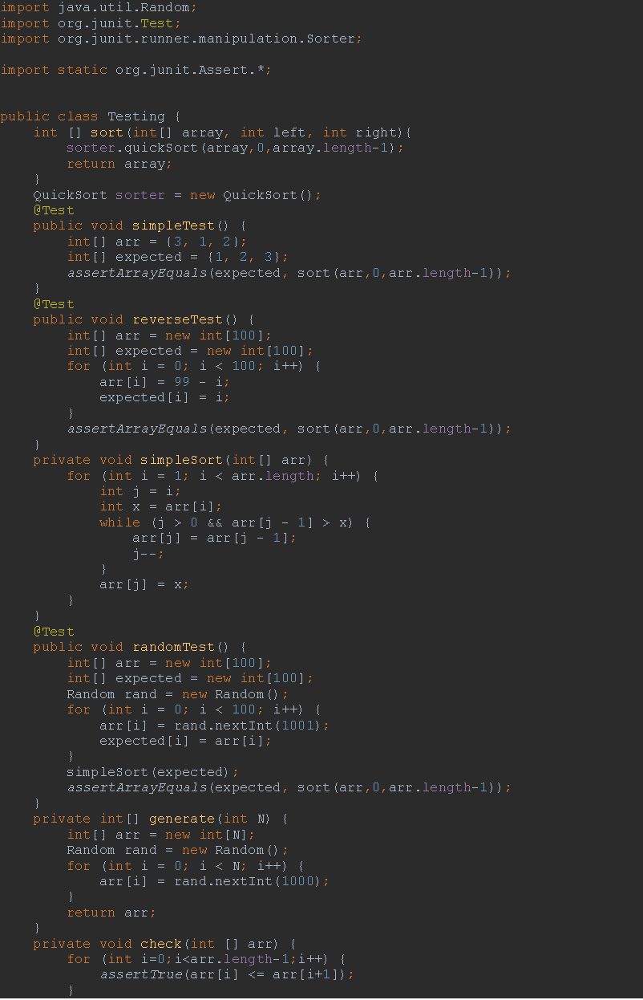 import java.util.Random;
import org.junit.Test;
import org.junit.runner.manipulation.Sorter;

import static org.junit.Assert.*;


public class Testing {
    int [] sort(int[] array, int left, int right){
        sorter.quickSort(array,0,array.length-1);
        return array;
    }
    QuickSort sorter = new QuickSort();
    @Test
    public void simpleTest() {
        int[] arr = {3, 1, 2};
        int[] expected = {1, 2, 3};
        assertArrayEquals(expected, sort(arr,0,arr.length-1));
    }
    @Test
    public void reverseTest() {
        int[] arr = new int[100];
        int[] expected = new int[100];
        for (int i = 0; i < 100; i++) {
            arr[i] = 99 - i;
            expected[i] = i;
        }
        assertArrayEquals(expected, sort(arr,0,arr.length-1));
    }
    private void simpleSort(int[] arr) {
        for (int i = 1; i < arr.length; i++) {
            int j = i;
            int x = arr[i];
            while (j > 0 && arr[j - 1] > x) {
                arr[j] = arr[j - 1];
                j--;
            }
            arr[j] = x;
        }
    }
    @Test
    public void randomTest() {
        int[] arr = new int[100];
        int[] expected = new int[100];
        Random rand = new Random();
        for (int i = 0; i < 100; i++) {
            arr[i] = rand.nextInt(1001);
            expected[i] = arr[i];
        }
        simpleSort(expected);
        assertArrayEquals(expected, sort(arr,0,arr.length-1));
    }
    private int[] generate(int N) {
        int[] arr = new int[N];
        Random rand = new Random();
        for (int i = 0; i < N; i++) {
            arr[i] = rand.nextInt(1000);
        }
        return arr;
    }
    private void check(int [] arr) {
        for (int i=0;i<arr.length-1;i++) {
            assertTrue(arr[i] <= arr[i+1]);
        }